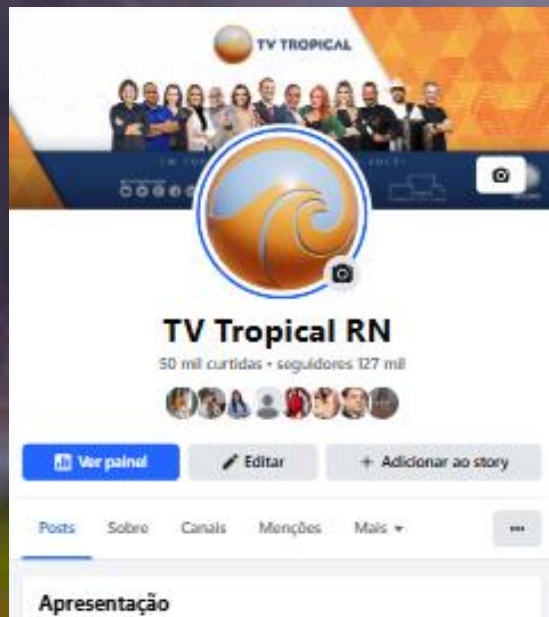 TV TROPICAL
TV Tropical RN
50 mil curtidas • seguidores 127 mil
Ver painel
Editar
+ Adicionar ao story
Posts
Sobre
Canais
Menções
Mais
Apresentação